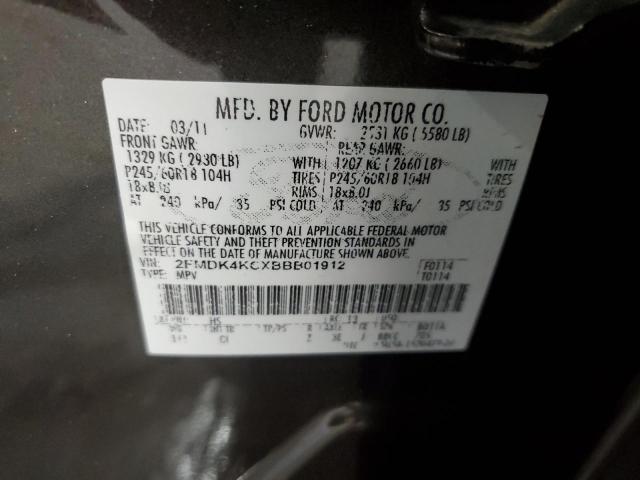 MFD. BY FORD MOTOR CO.
DATE: 03/11 GVWR: 2531 KG ( 5580 LB)
FRONT GAWR: REAR GAWR:
1329 KG ( 2930 LB) WITH 1207 KG ( 2660 LB)
P245/60R18 104H TIRES P245/60R18 104H
18x8.0J RIMS 18x8.0J
AT 240 kPa/ 35 PSI COLD AT 240 kPa/ 35 PSI COLD
THIS VEHICLE CONFORMS TO ALL APPLICABLE FEDERAL MOTOR
VEHICLE SAFETY AND THEFT PREVENTION STANDARDS IN
EFFECT ON THE DATE OF MANUFACTURE SHOWN ABOVE.
VIN: 2FMDK4KCXBBB01912 F0114
TYPE: MPV T0114